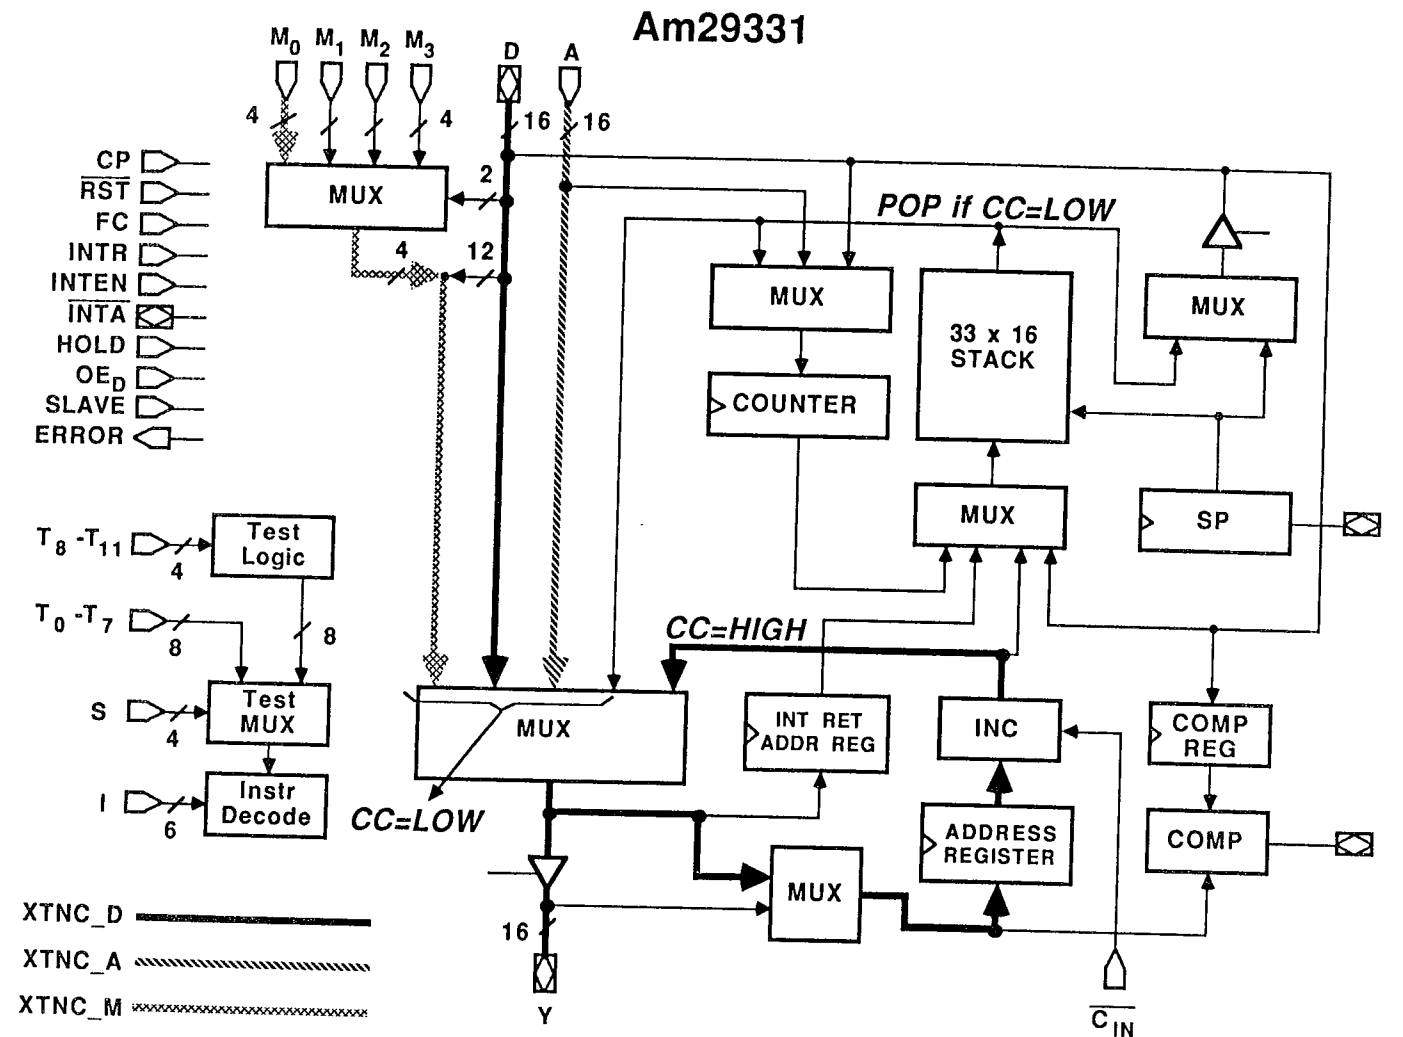 Am29331
M0 M1 M2 M3 D A
4 4 16 16
CP
RST
FC
INTR
INTEN
INTA
HOLD
OED
SLAVE
ERROR
MUX
2
4 12
POP if CC=LOW
MUX
33 x 16
STACK
MUX
COUNTER
MUX
SP
T8 -T11
4
Test
Logic
T0 -T7
8
8
S
4
Test
MUX
I
6
Instr
Decode
CC=HIGH
MUX
CC=LOW
INT RET
ADDR REG
INC
COMP
REG
ADDRESS
REGISTER
COMP
MUX
16
Y
CIN
XTNC_D
XTNC_A
XTNC_M